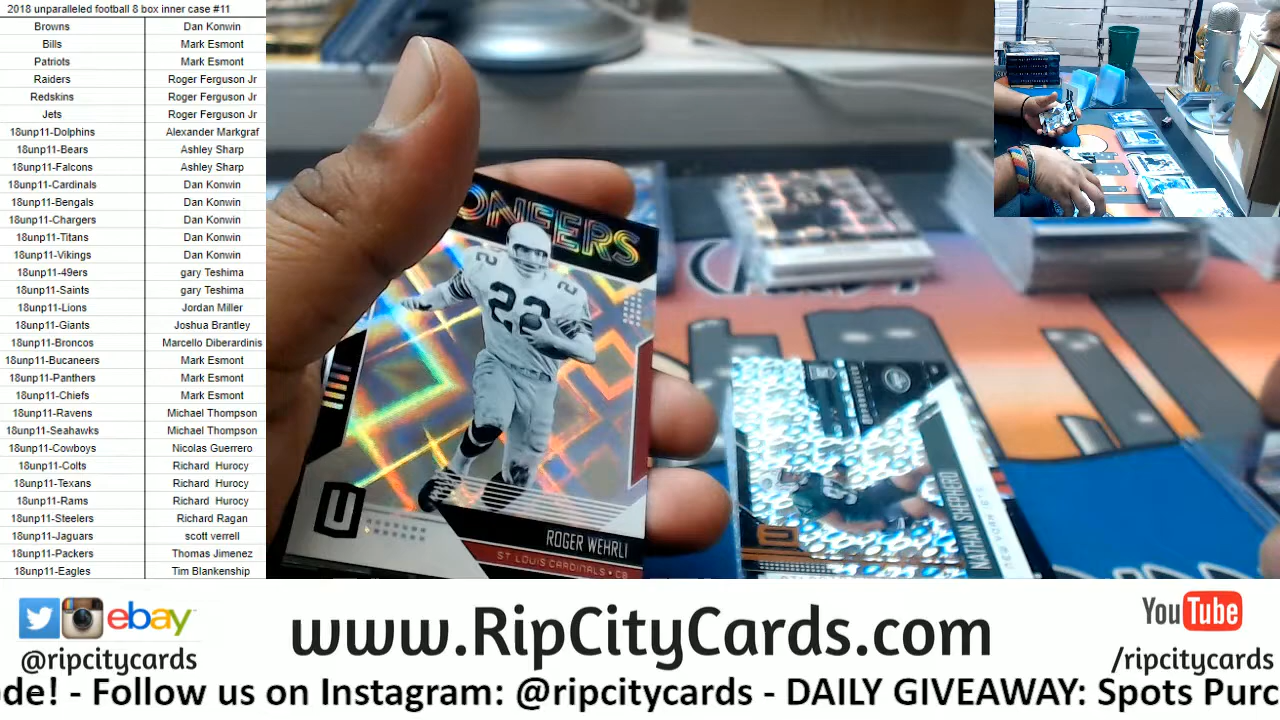 2018 unparalleled football 8 box inner case #11
Browns Dan Konwin
Bills Mark Esmont
Patriots Mark Esmont
Raiders Roger Ferguson Jr
Redskins Roger Ferguson Jr
Jets Roger Ferguson Jr
18unp11-Dolphins Alexander Markgraf
18unp11-Bears Ashley Sharp
18unp11-Falcons Ashley Sharp
18unp11-Cardinals Dan Konwin
18unp11-Bengals Dan Konwin
18unp11-Chargers Dan Konwin
18unp11-Titans Dan Konwin
18unp11-Vikings Dan Konwin
18unp11-49ers gary Teshima
18unp11-Saints gary Teshima
18unp11-Lions Jordan Miller
18unp11-Giants Joshua Brantley
18unp11-Broncos Marcello Diberardinis
18unp11-Bucaneers Mark Esmont
18unp11-Panthers Mark Esmont
18unp11-Chiefs Mark Esmont
18unp11-Ravens Michael Thompson
18unp11-Seahawks Michael Thompson
18unp11-Cowboys Nicolas Guerrero
18unp11-Colts Richard Hurocy
18unp11-Texans Richard Hurocy
18unp11-Rams Richard Hurocy
18unp11-Steelers Richard Ragan
18unp11-Jaguars scott verrell
18unp11-Packers Thomas Jimenez
18unp11-Eagles Tim Blankenship
ONEERS
22
2
2
U
ROGER WEHRLI
ST LOUIS CARDINALS • CB
NATHAN SHEPHERD
NEW YORK JETS
ebay
@ripcitycards
www.RipCityCards.com
YouTube
/ripcitycards
ode! - Follow us on Instagram: @ripcitycards - DAILY GIVEAWAY: Spots Purc